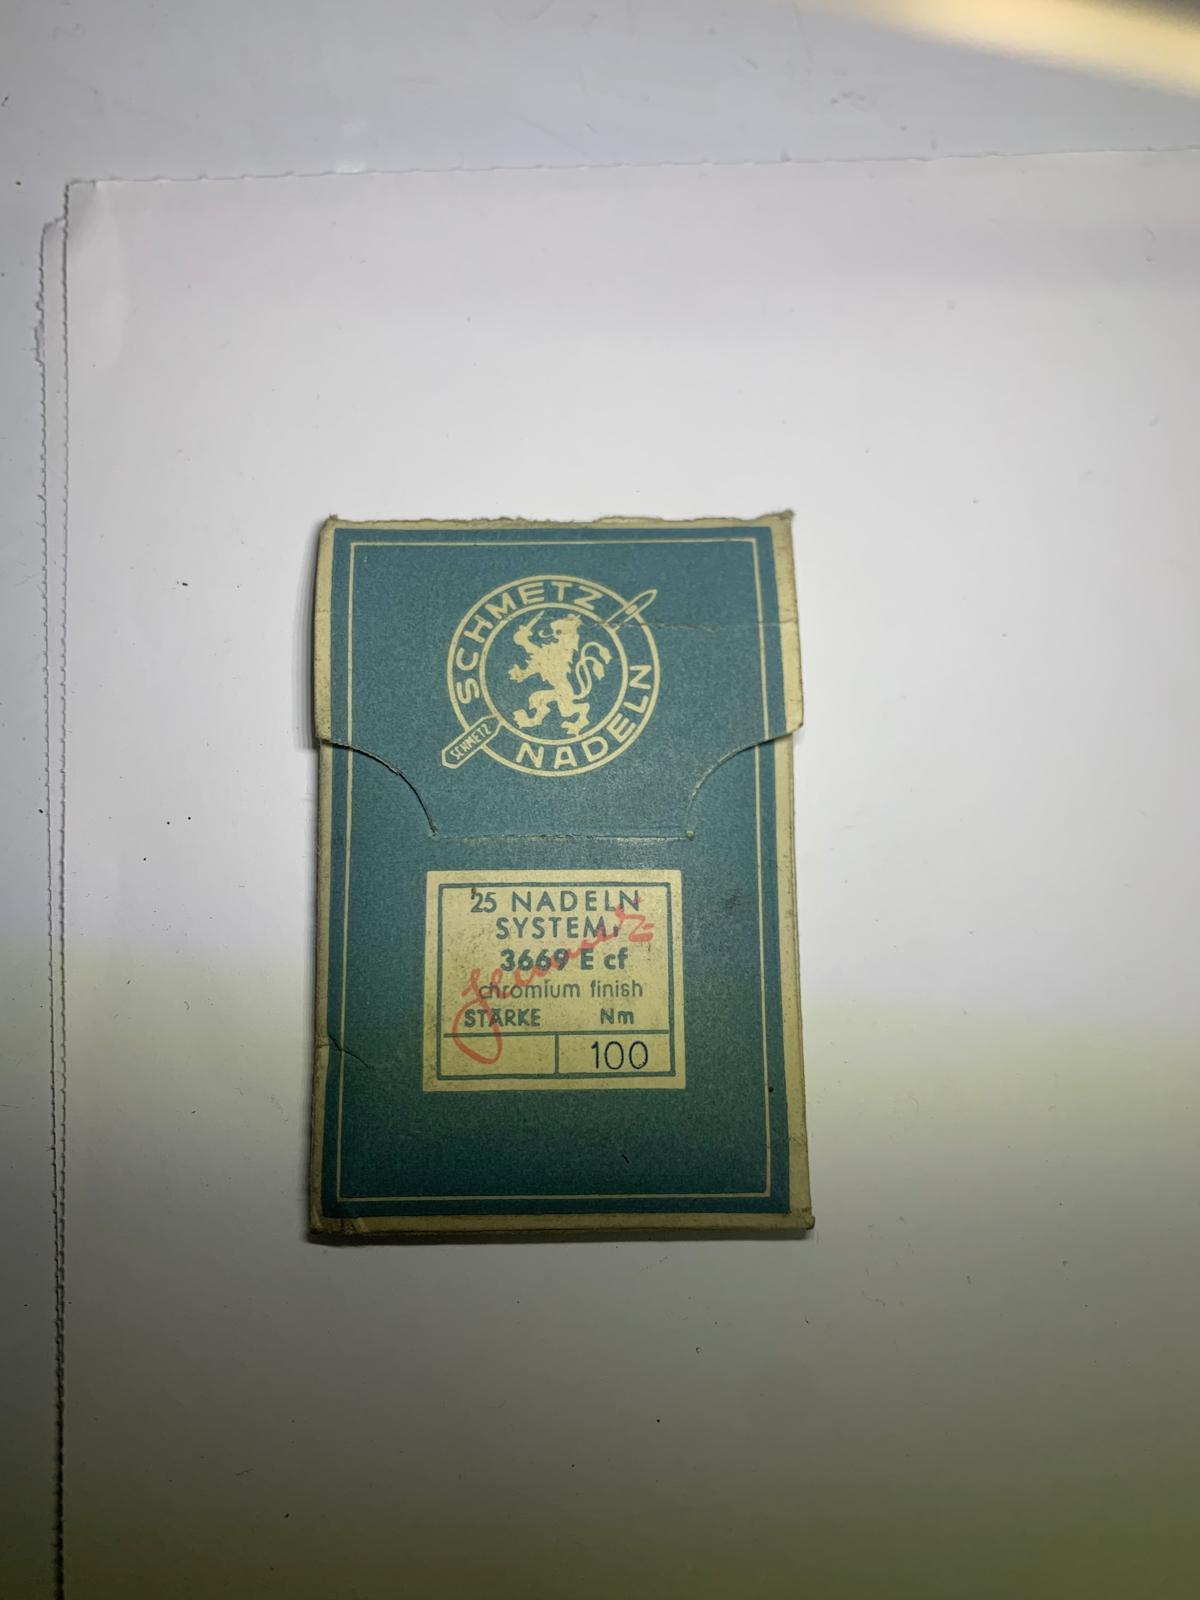 SCHMETZ
NADELN
SCHMETZ
25 NADELN
SYSTEM
3669 E cf
chromium finish
STÄRKE Nm
100